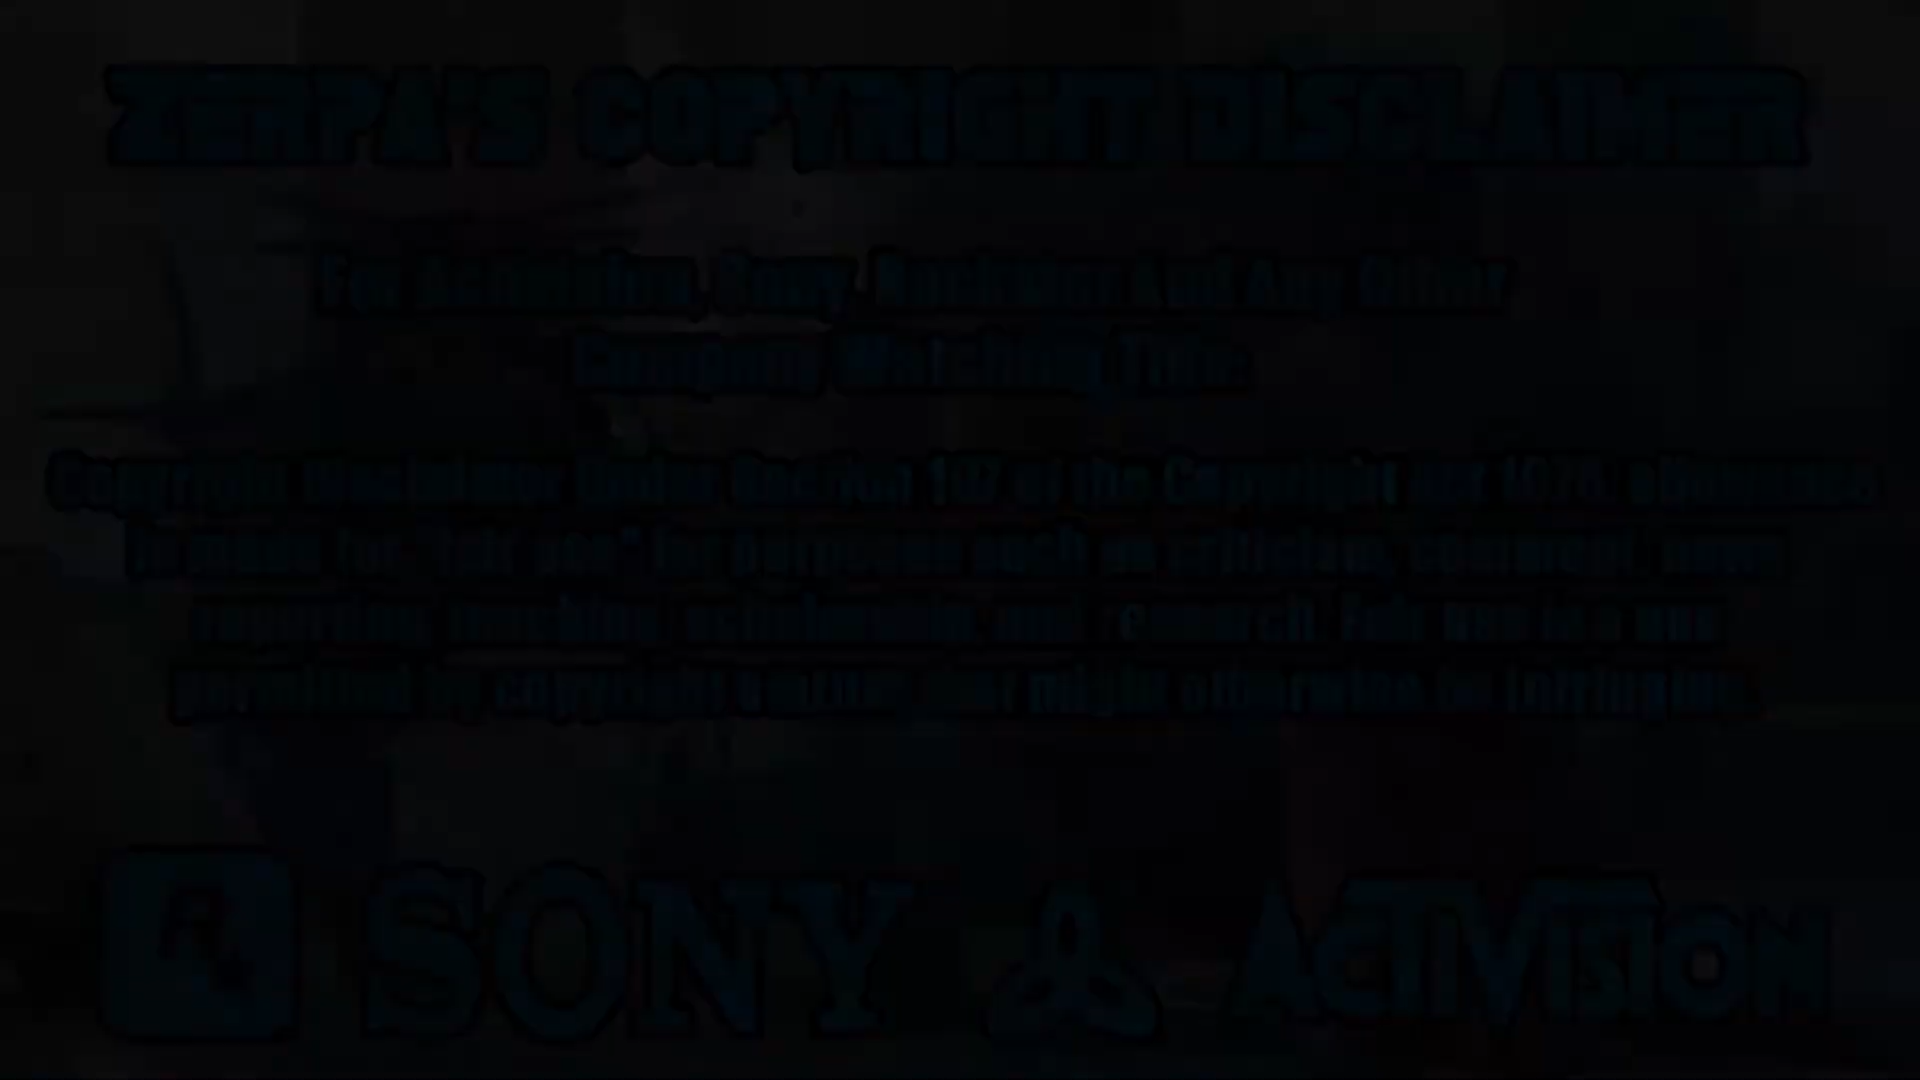 ZERPA'S COPYRIGHT DISCLAIMER
For Activision, Sony, Rockstar And Any Other
Company Watching This
Copyright Disclaimer Under Section 107 of the Copyright Act 1976, allowance
is made for "fair use" for purposes such as criticism, comment, news
reporting, teaching, scholarship, and research. Fair use is a use
permitted by copyright statute that might otherwise be infringing.
R
SONY
ACTIVISION